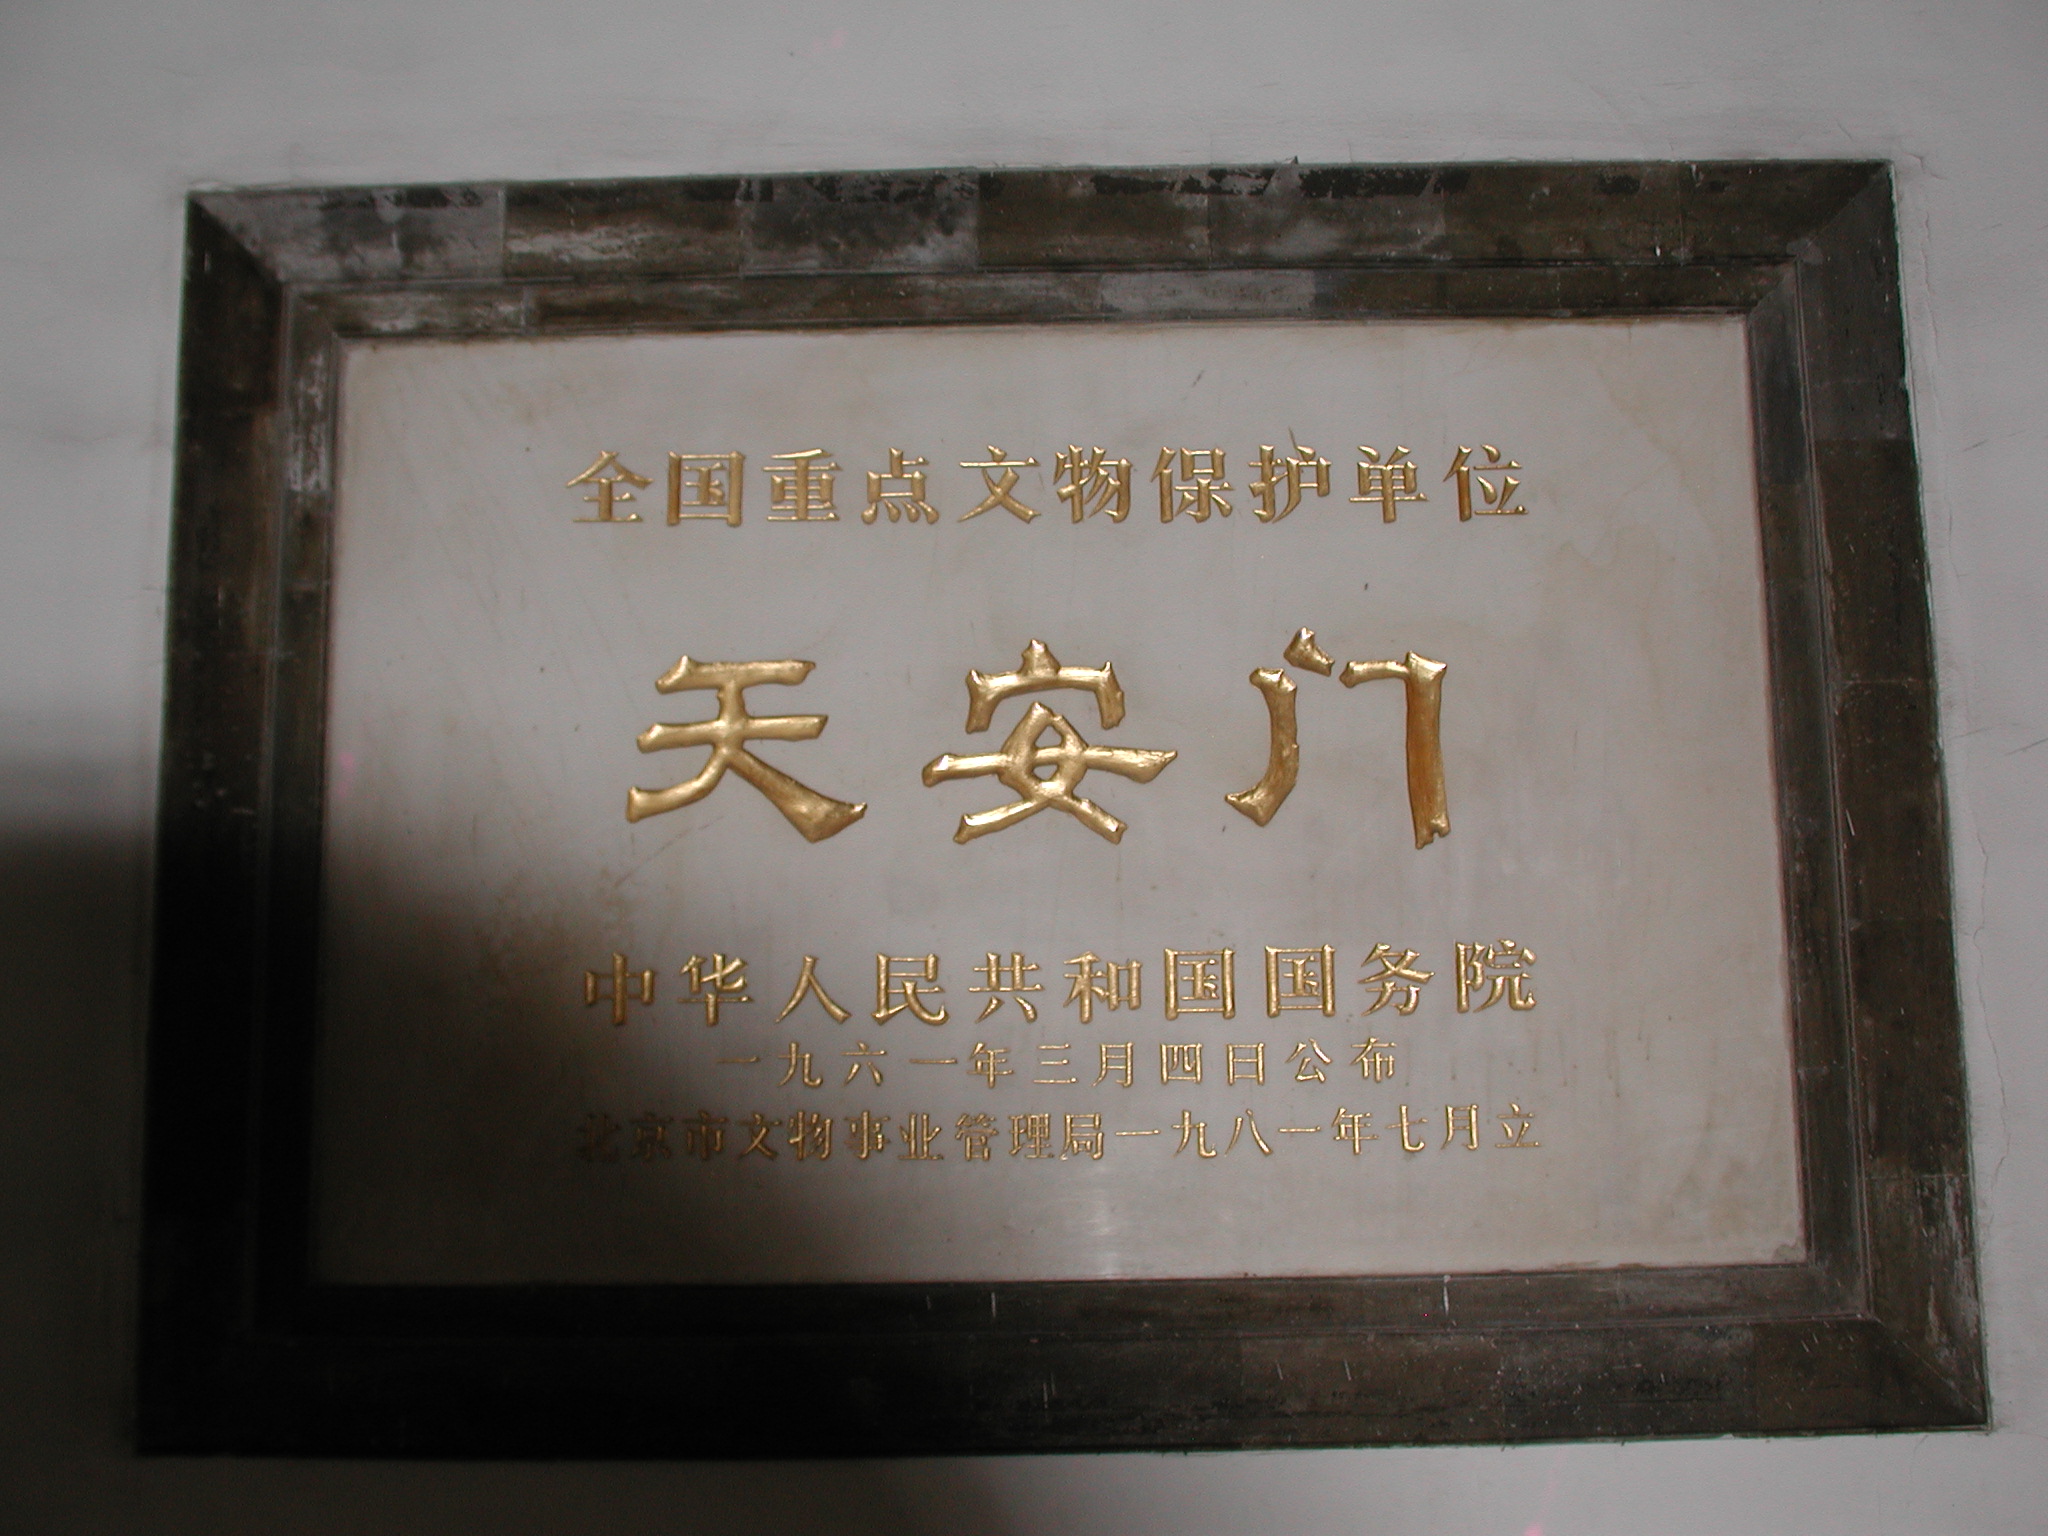 全国重点文物保护单位
天安门
中华人民共和国国务院
一九六一年三月四日公布
北京市文物事业管理局一九八一年七月立